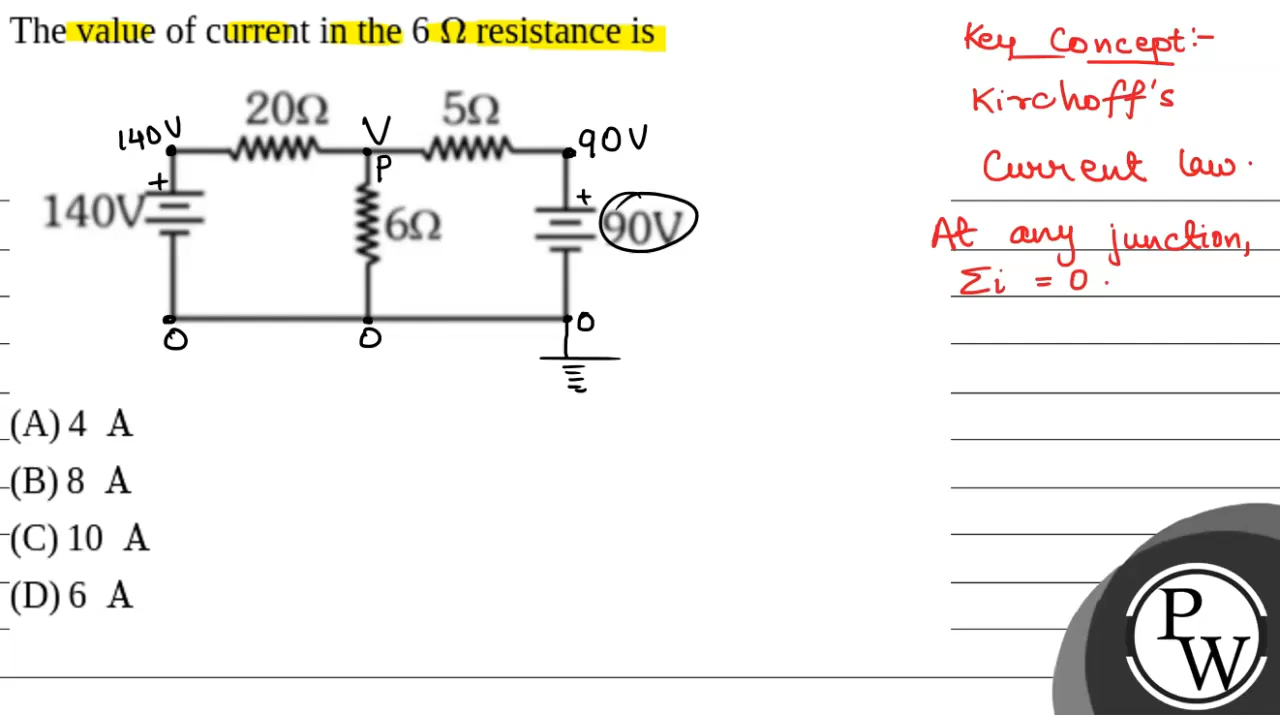 The value of current in the 6 Ω resistance is
Key Concept:-
Kirchoff's
Current law.
At any junction,
Σi = 0.
20Ω
5Ω
140V
V
90V
P
+
+
140V
6Ω
90V
0
0
0
(A) 4 A
(B) 8 A
(C) 10 A
(D) 6 A
P
W